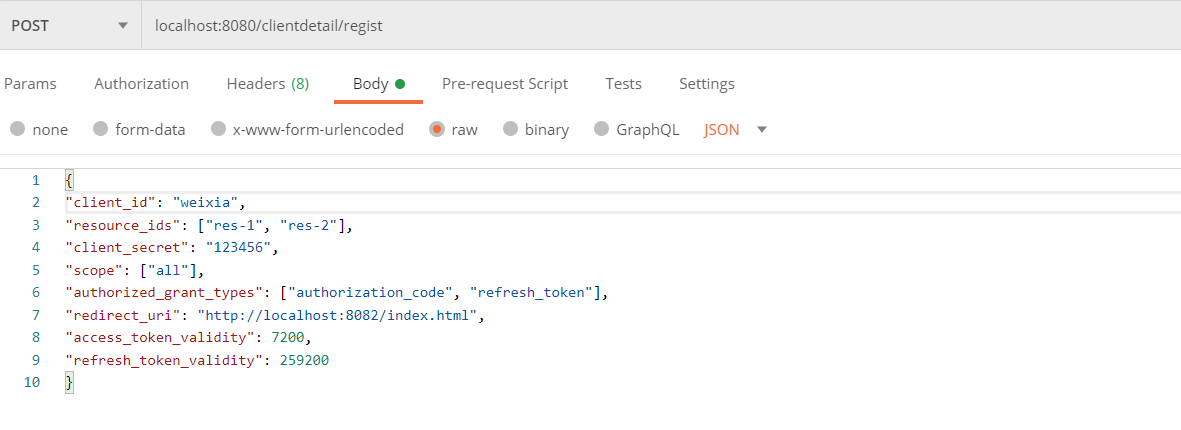 POST localhost:8080/clientdetail/regist
Params Authorization Headers (8) Body Pre-request Script Tests Settings
none form-data x-www-form-urlencoded raw binary GraphQL JSON
1 {
2 "client_id": "weixia",
3 "resource_ids": ["res-1", "res-2"],
4 "client_secret": "123456",
5 "scope": ["all"],
6 "authorized_grant_types": ["authorization_code", "refresh_token"],
7 "redirect_uri": "http://localhost:8082/index.html",
8 "access_token_validity": 7200,
9 "refresh_token_validity": 259200
10 }